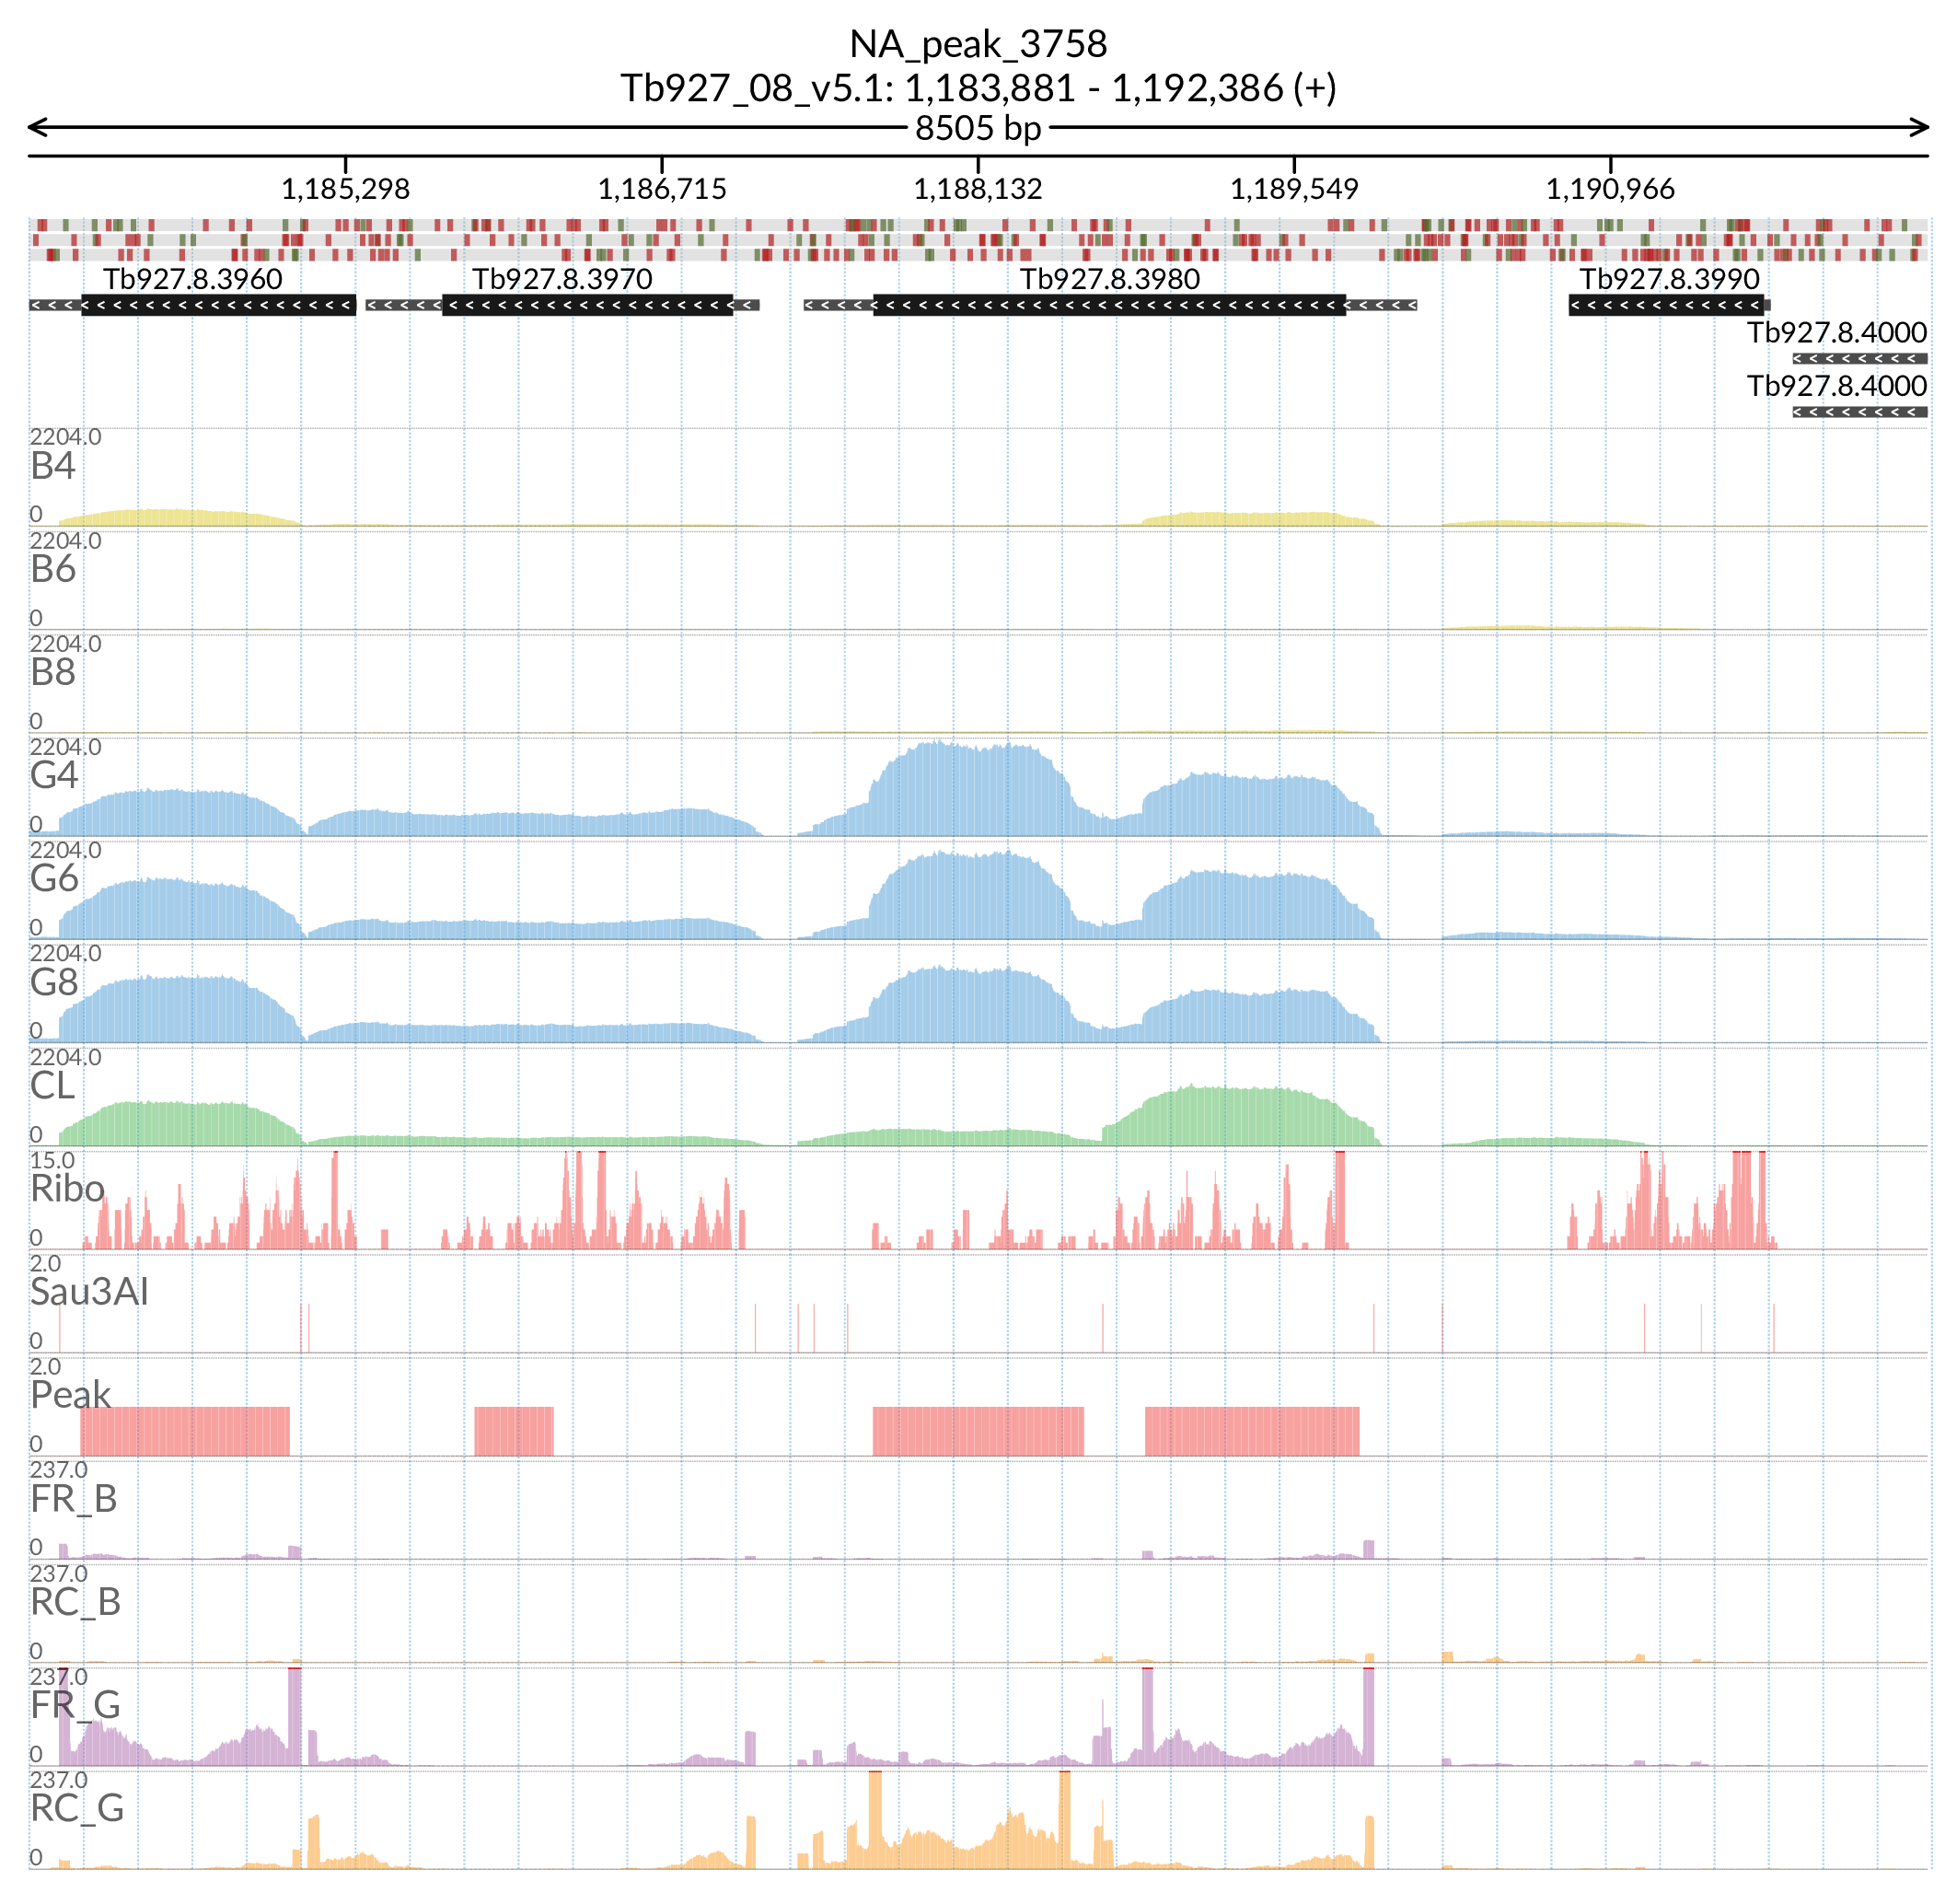 NA_peak_3758
Tb927_08_v5.1: 1,183,881 - 1,192,386 (+)
8505 bp
1,185,298 1,186,715 1,188,132 1,189,549 1,190,966
Tb927.8.3960 Tb927.8.3970 Tb927.8.3980 Tb927.8.3990
Tb927.8.4000
Tb927.8.4000
2204.0
B4
0
2204.0
B6
0
2204.0
B8
0
2204.0
G4
0
2204.0
G6
0
2204.0
G8
0
2204.0
CL
0
15.0
Ribo
0
2.0
Sau3AI
0
2.0
Peak
0
237.0
FR_B
0
237.0
RC_B
0
237.0
FR_G
0
237.0
RC_G
0